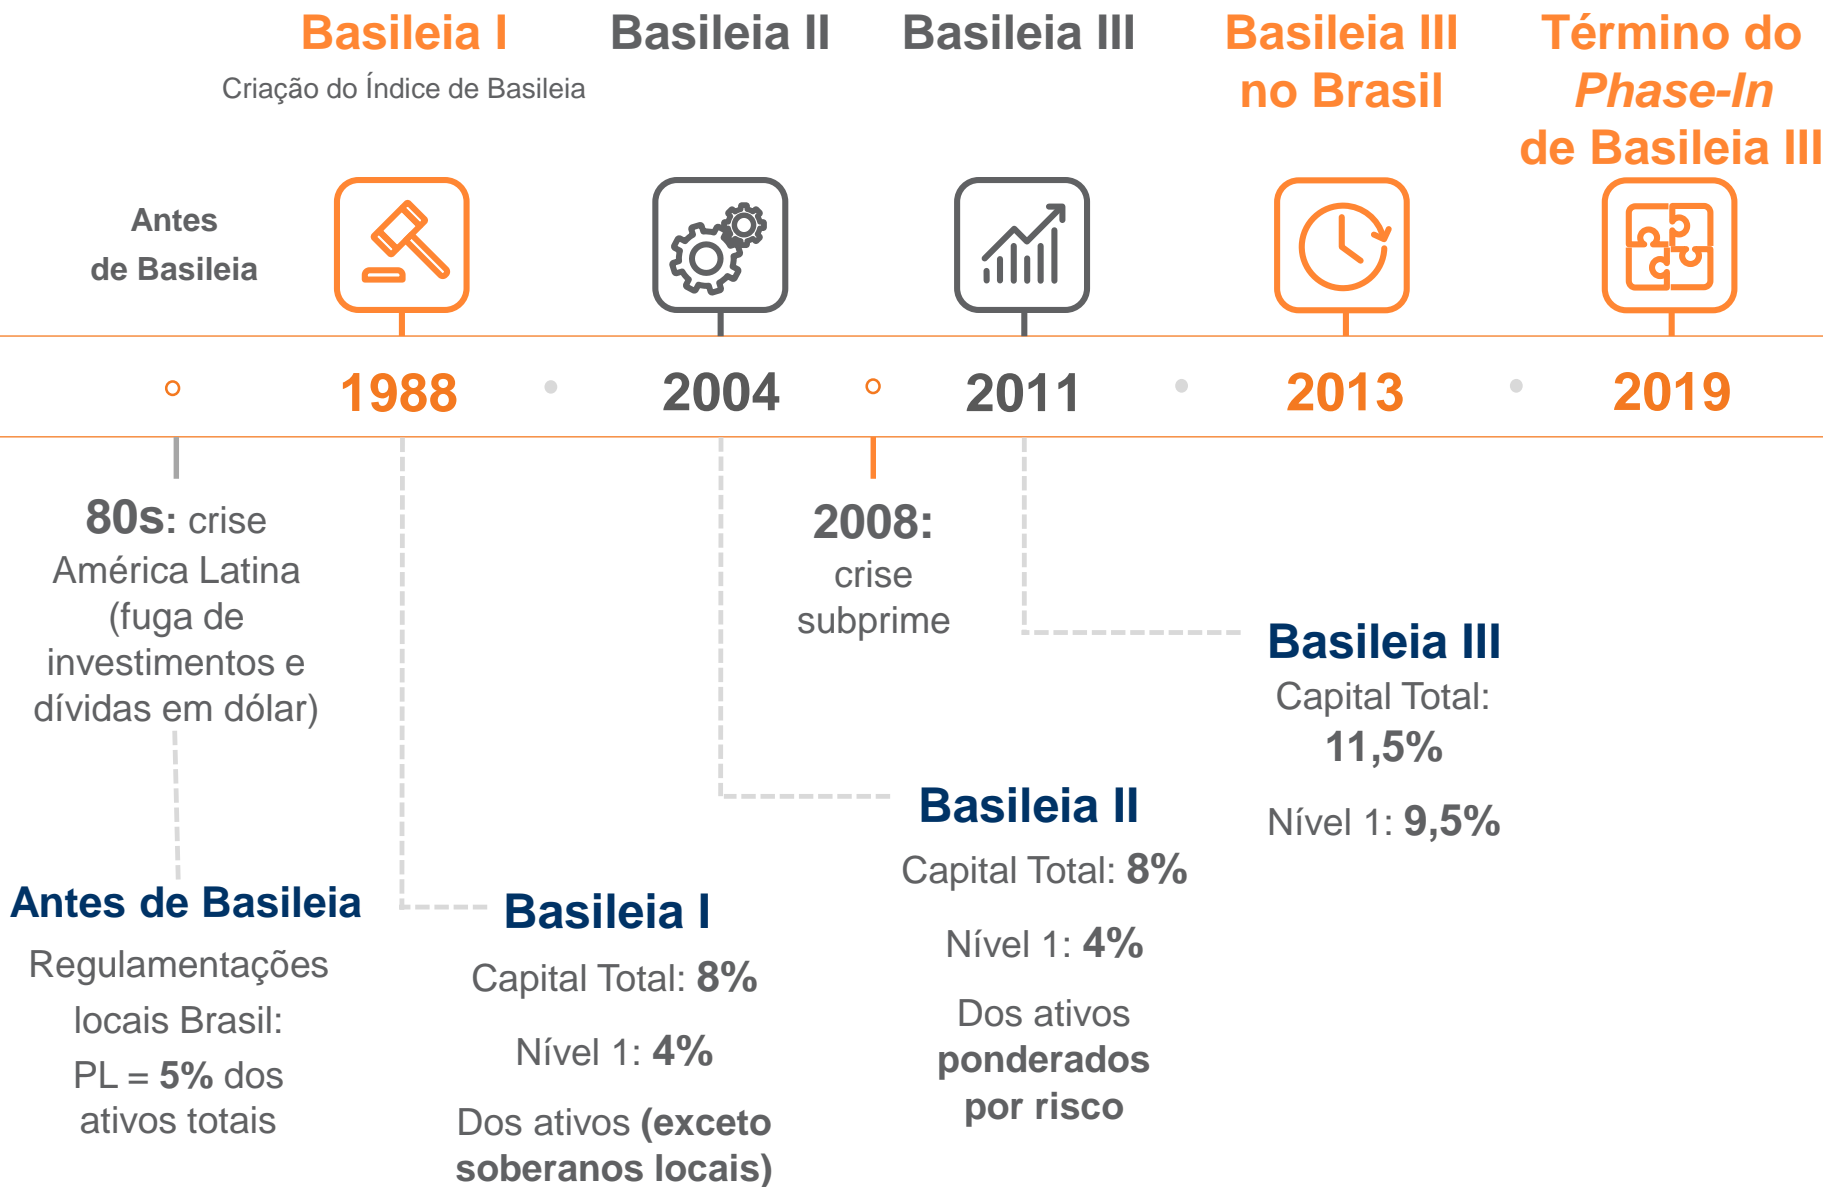 Basileia I
Criação do Índice de Basileia
Basileia II
Basileia III
Basileia III
no Brasil
Término do
Phase-In
de Basileia III
Antes
de Basileia
1988
2004
2011
2013
2019
80s: crise
América Latina
(fuga de
investimentos e
dívidas em dólar)
2008:
crise
subprime
Antes de Basileia
Regulamentações
locais Brasil:
PL = 5% dos
ativos totais
Basileia I
Capital Total: 8%
Nível 1: 4%
Dos ativos (exceto
soberanos locais)
Basileia II
Capital Total: 8%
Nível 1: 4%
Dos ativos
ponderados
por risco
Basileia III
Capital Total:
11,5%
Nível 1: 9,5%